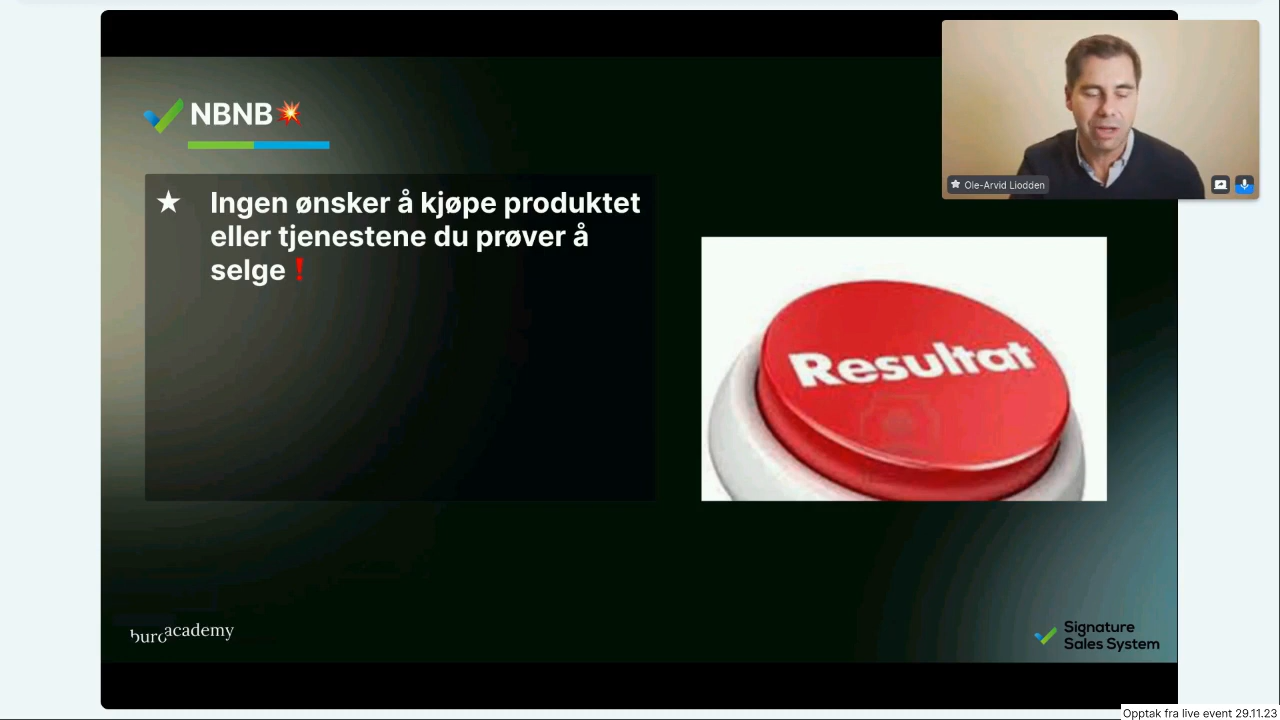 NBNB💥
★ Ingen ønsker å kjøpe produktet
eller tjenestene du prøver å
selge❗
Resultat
Ole-Arvid Liodden
buro academy
Signature
Sales System
Opptak fra live event 29.11.23